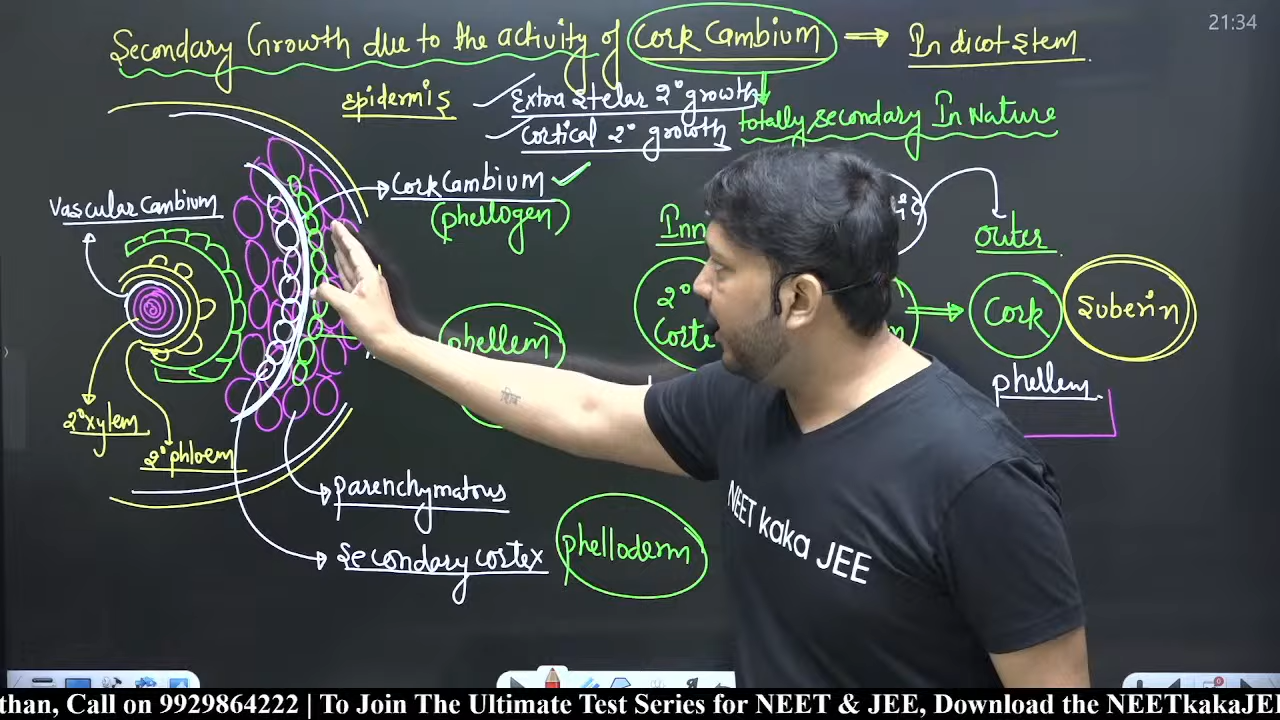 21:34
Secondary Growth due to the activity of Cork Cambium ⇒ In dicot stem
epidermis
Extra Stelar 2° growth
Cortical 2° growth
totally secondary In Nature
Cork Cambium ✓
(phellogen)
Vascular Cambium
outer
2°
Corte
phellem
Cork
Suberin
phellem
2° xylem
2° phloem
parenchymatous
Secondary cortex
phelloderm
शिव
NEET kaka JEE
than, Call on 9929864222 | To Join The Ultimate Test Series for NEET & JEE, Download the NEETkakaJE